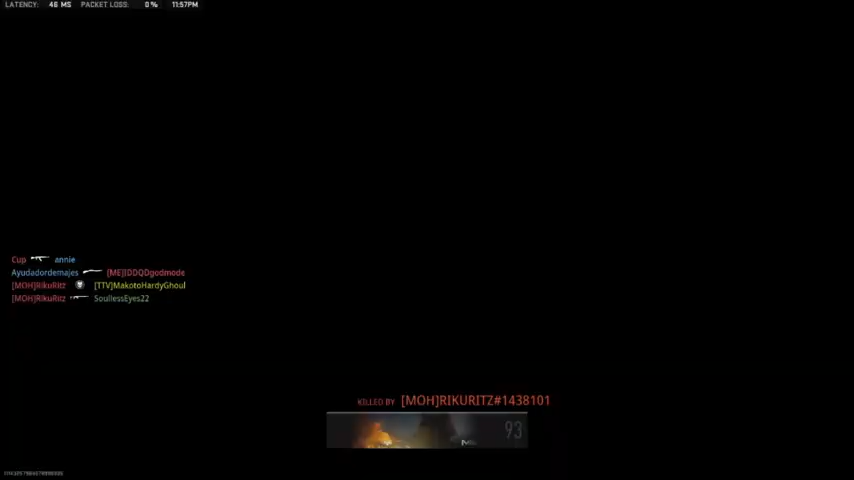 LATENCY: 46 MS PACKET LOSS: 0% 11:57PM
Cup annie
Ayudadordemajes [ME]IDDQDgodmode
[MOH]RikuRitz [TTV]MakotoHardyGhoul
[MOH]RikuRitz SoullessEyes22
KILLED BY [MOH]RIKURITZ#1438101
93